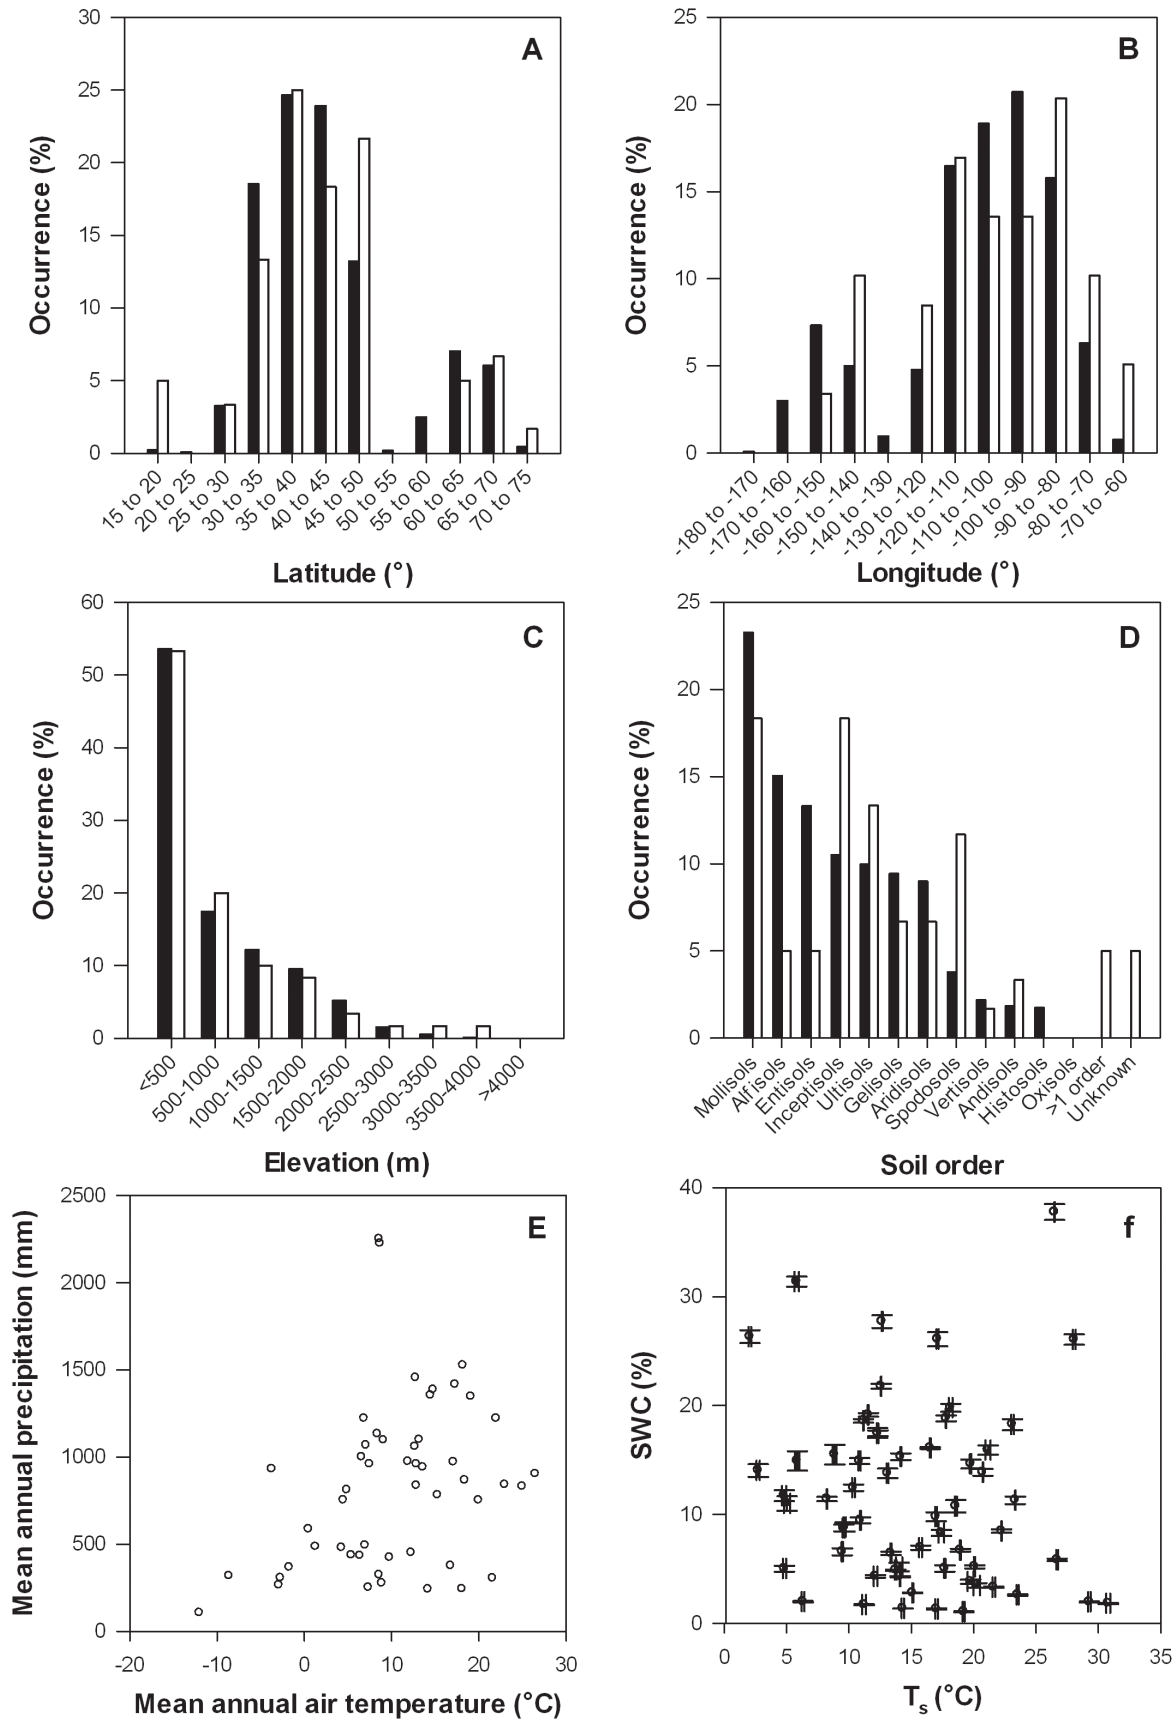 A
Occurrence (%)
30
25
20
15
10
5
0
15 to 20
20 to 25
25 to 30
30 to 35
35 to 40
40 to 45
45 to 50
50 to 55
55 to 60
60 to 65
65 to 70
70 to 75
Latitude (°)
B
Occurrence (%)
25
20
15
10
5
0
-180 to -170
-170 to -160
-160 to -150
-150 to -140
-140 to -130
-130 to -120
-120 to -110
-110 to -100
-100 to -90
-90 to -80
-80 to -70
-70 to -60
Longitude (°)
C
Occurrence (%)
60
50
40
30
20
10
0
<500
500-1000
1000-1500
1500-2000
2000-2500
2500-3000
3000-3500
3500-4000
>4000
Elevation (m)
D
Occurrence (%)
25
20
15
10
5
0
Mollisols
Alfisols
Entisols
Inceptisols
Ultisols
Gelisols
Aridisols
Spodosols
Vertisols
Andisols
Histosols
Oxisols
>1 order
Unknown
Soil order
E
Mean annual precipitation (mm)
2500
2000
1500
1000
500
0
-20
-10
0
10
20
30
Mean annual air temperature (°C)
f
SWC (%)
40
30
20
10
0
0
5
10
15
20
25
30
35
Ts (°C)